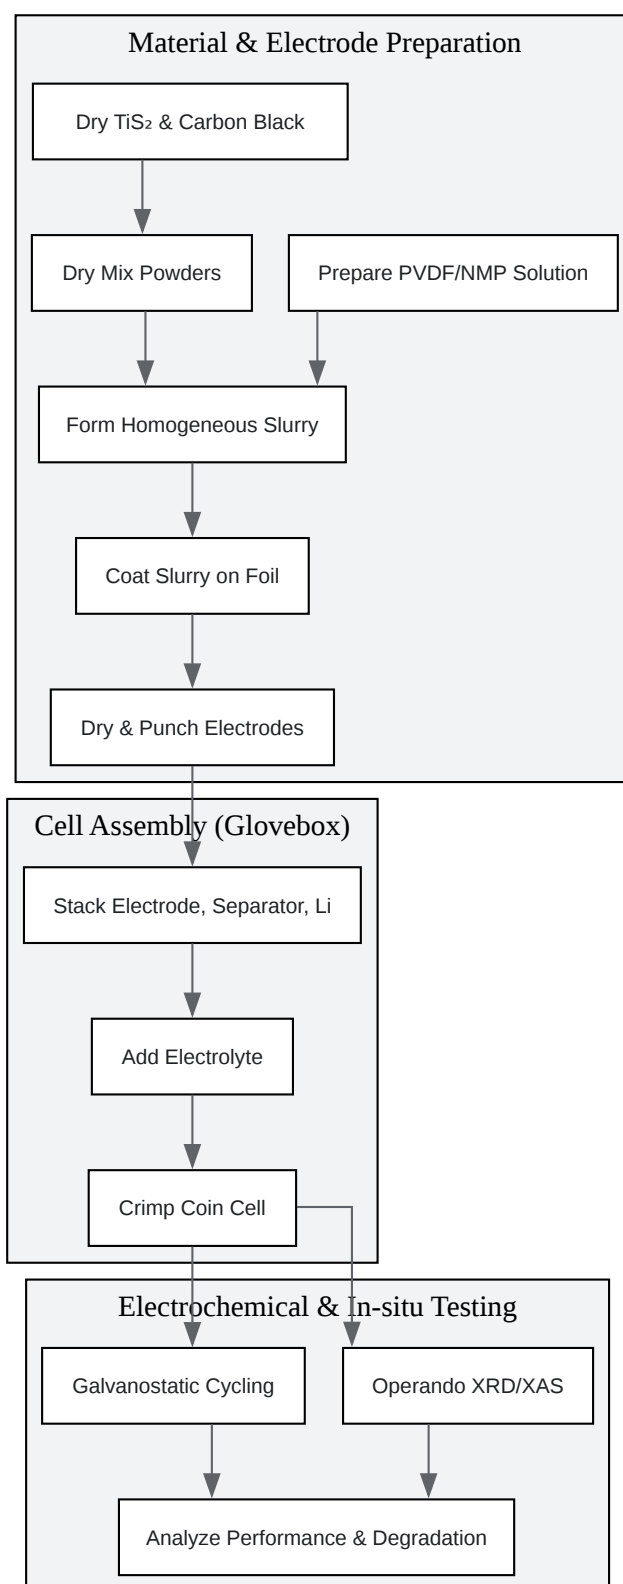 Material & Electrode Preparation
Dry TiS₂ & Carbon Black
Dry Mix Powders
Prepare PVDF/NMP Solution
Form Homogeneous Slurry
Coat Slurry on Foil
Dry & Punch Electrodes
Cell Assembly (Glovebox)
Stack Electrode, Separator, Li
Add Electrolyte
Crimp Coin Cell
Electrochemical & In-situ Testing
Galvanostatic Cycling
Operando XRD/XAS
Analyze Performance & Degradation